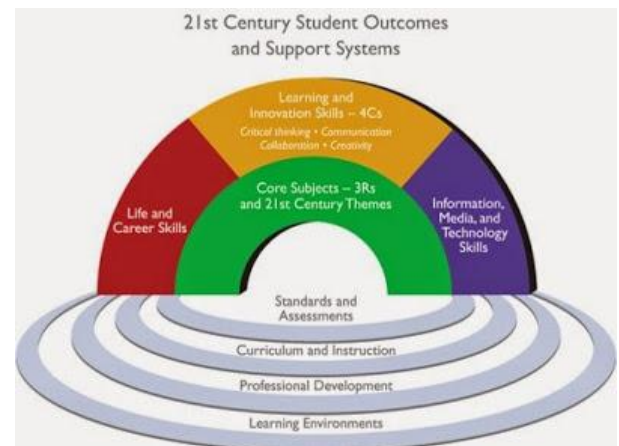 21st Century Student Outcomes
and Support Systems
Learning and
Innovation Skills – 4Cs
Critical thinking • Communication
Collaboration • Creativity
Core Subjects – 3Rs
and 21st Century Themes
Life and
Career Skills
Information,
Media, and
Technology
Skills
Standards and
Assessments
Curriculum and Instruction
Professional Development
Learning Environments